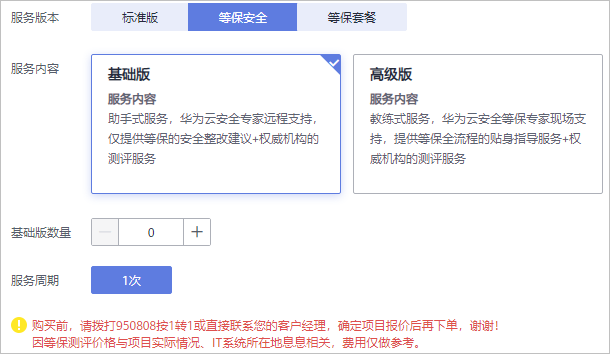 服务版本 标准版 等保安全 等保套餐
服务内容
基础版
服务内容
助手式服务，华为云安全专家远程支持，
仅提供等保的安全整改建议+权威机构的
测评服务
高级版
服务内容
教练式服务，华为云安全等保专家现场支
持，提供等保全流程的贴身指导服务+权
威机构的测评服务
基础版数量 0
服务周期 1次
购买前，请拨打950808按1转1或直接联系您的客户经理，确定项目报价后再下单，谢谢！
因等保测评价格与项目实际情况、IT系统所在地息息相关，费用仅做参考。